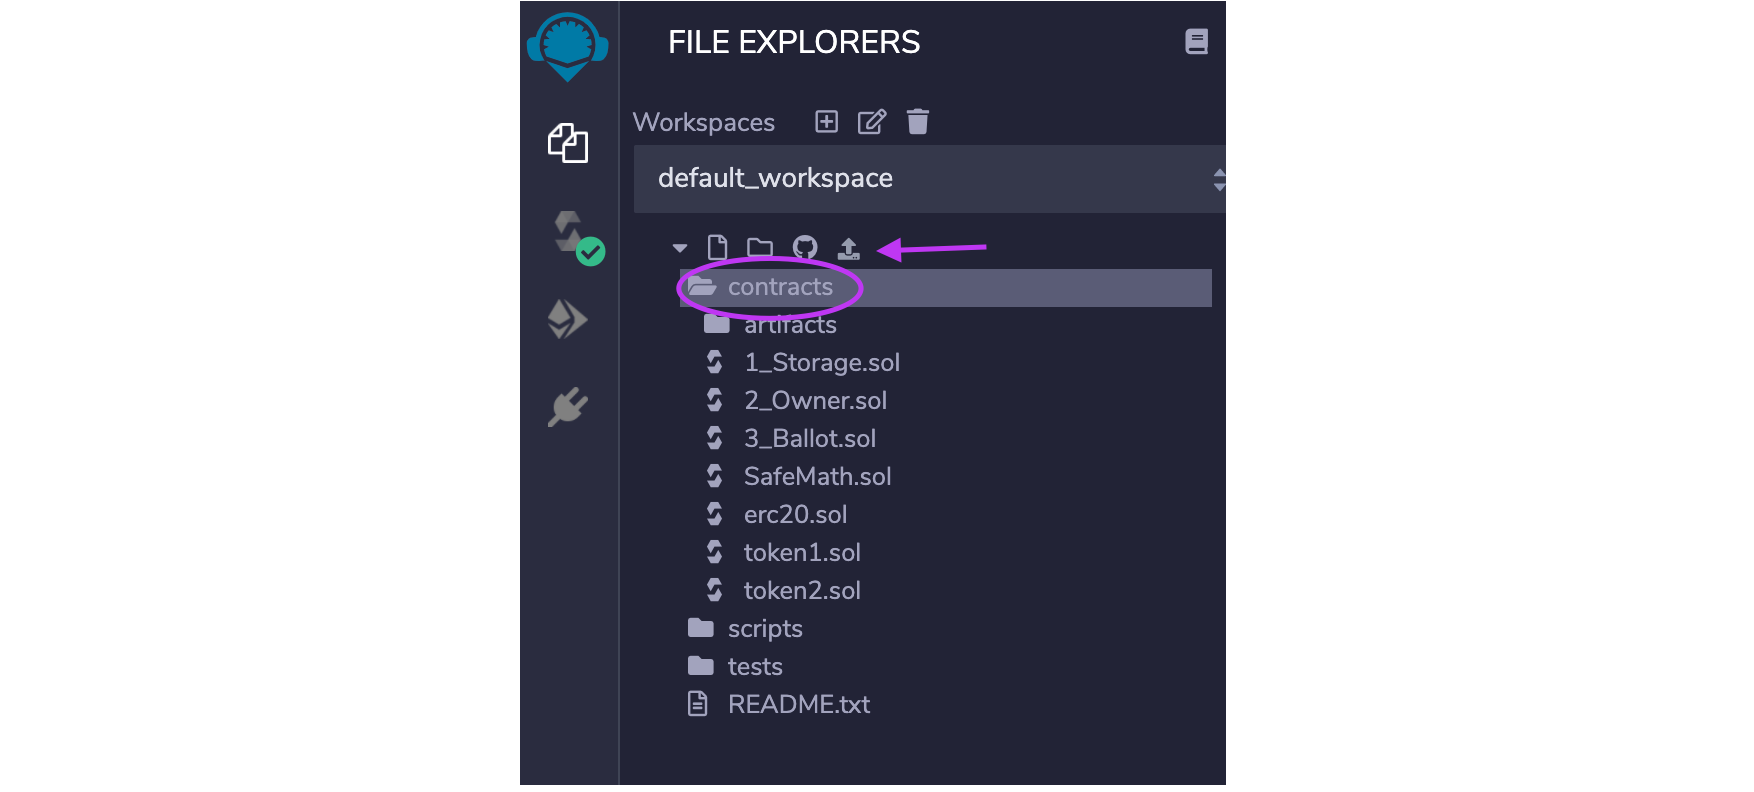 FILE EXPLORERS
Workspaces
default_workspace
contracts
artifacts
1_Storage.sol
2_Owner.sol
3_Ballot.sol
SafeMath.sol
erc20.sol
token1.sol
token2.sol
scripts
tests
README.txt